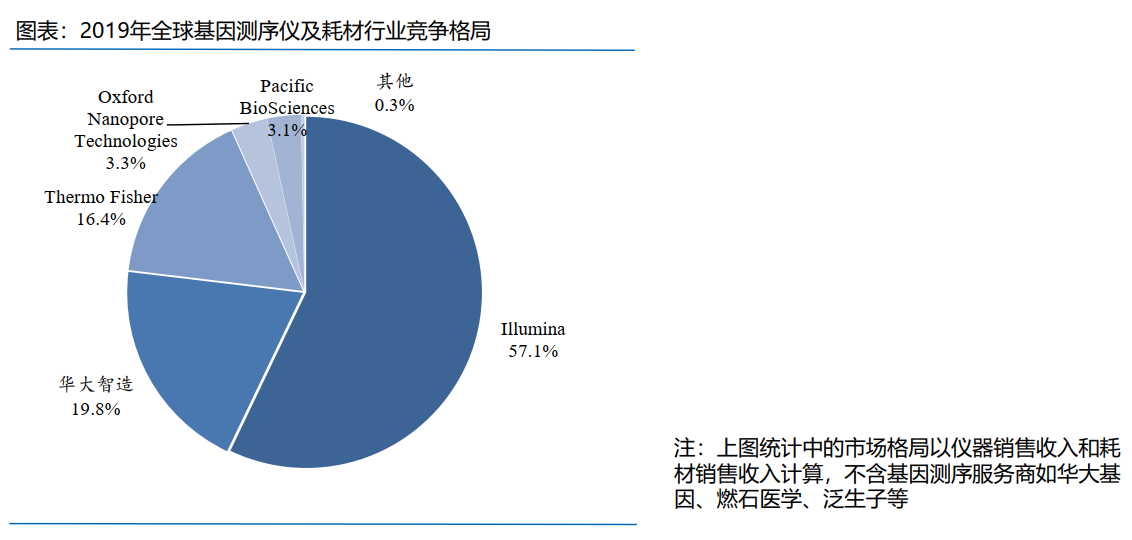 图表：2019年全球基因测序仪及耗材行业竞争格局
其他
0.3%
Pacific
BioSciences
3.1%
Oxford
Nanopore
Technologies
3.3%
Thermo Fisher
16.4%
Illumina
57.1%
华大智造
19.8%
注：上图统计中的市场格局以仪器销售收入和耗
材销售收入计算，不含基因测序服务商如华大基
因、燃石医学、泛生子等